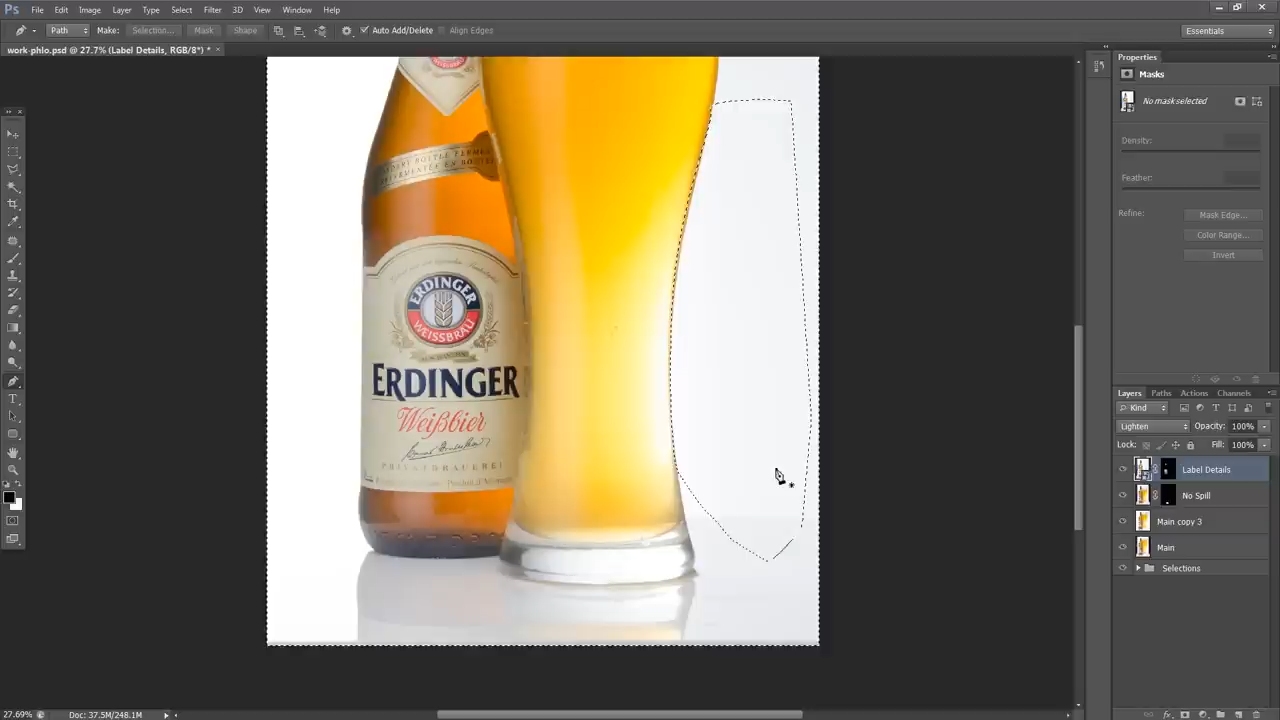 Ps File Edit Image Layer Type Select Filter 3D View Window Help
Path Make: Selection... Mask Shape Auto Add/Delete Align Edges Essentials
work-phlo.psd @ 27.7% (Label Details, RGB/8*) * ×
Properties
Masks
No mask selected
Density:
Feather:
Refine: Mask Edge...
Color Range...
Invert
ERDINGER
WEISSBRÄU
ERDINGER
Weißbier
PRIVATBRAUEREI
Layers Paths Actions Channels
Kind
Lighten Opacity: 100%
Lock: Fill: 100%
Label Details
No Spill
Main copy 3
Main
Selections
27.69% Doc: 37.5M/248.1M